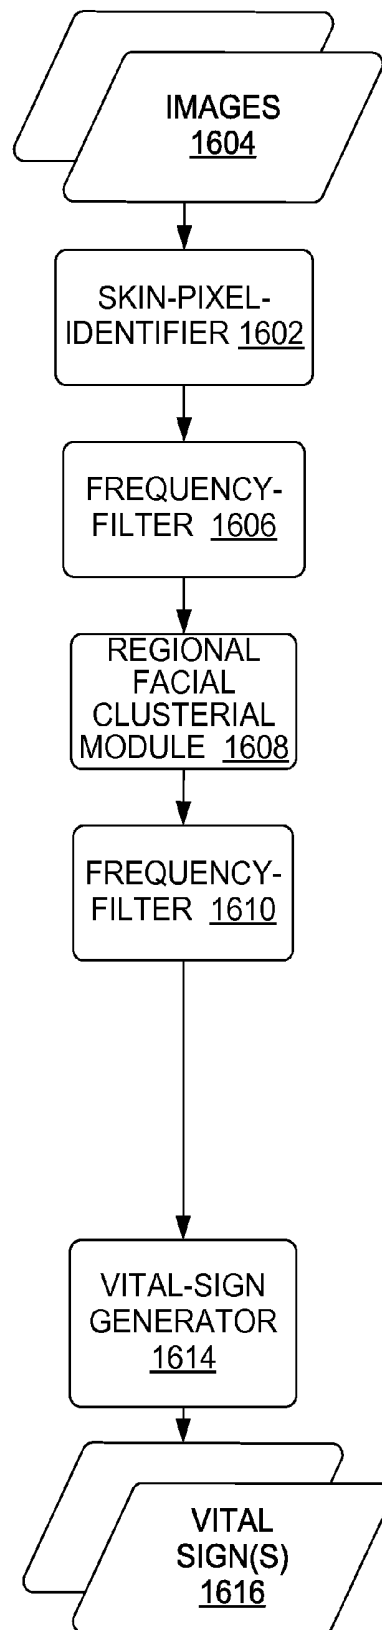 IMAGES
1604
SKIN-PIXEL-
IDENTIFIER 1602
FREQUENCY-
FILTER 1606
REGIONAL
FACIAL
CLUSTERIAL
MODULE 1608
FREQUENCY-
FILTER 1610
VITAL-SIGN
GENERATOR
1614
VITAL
SIGN(S)
1616